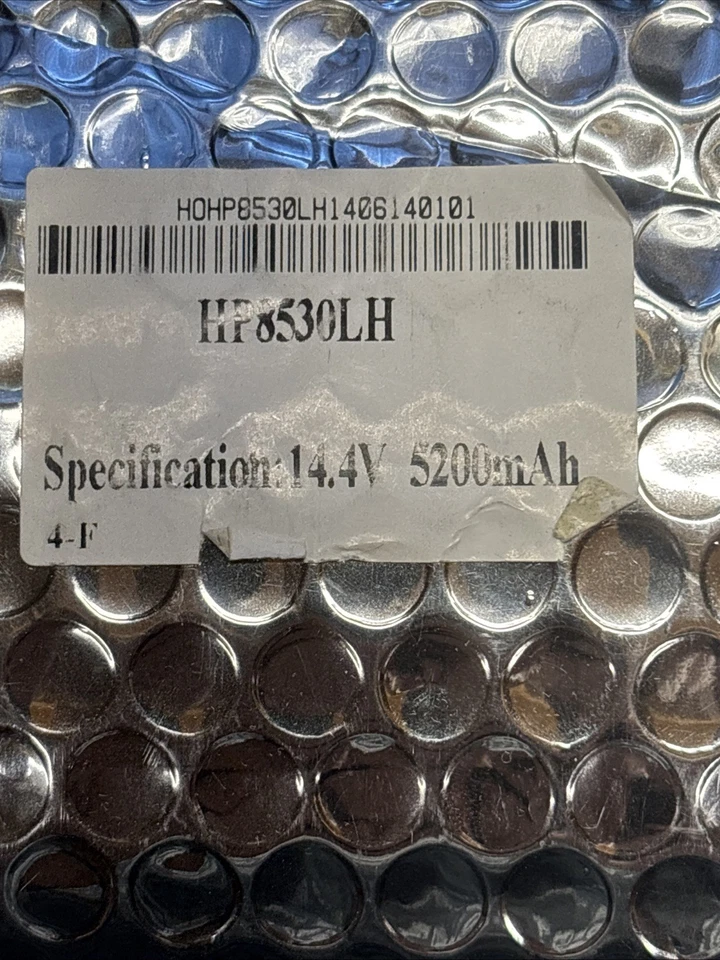 HOHP8530LH1406140101
HP8530LH
Specification:14.4V 5200mAh
4-F